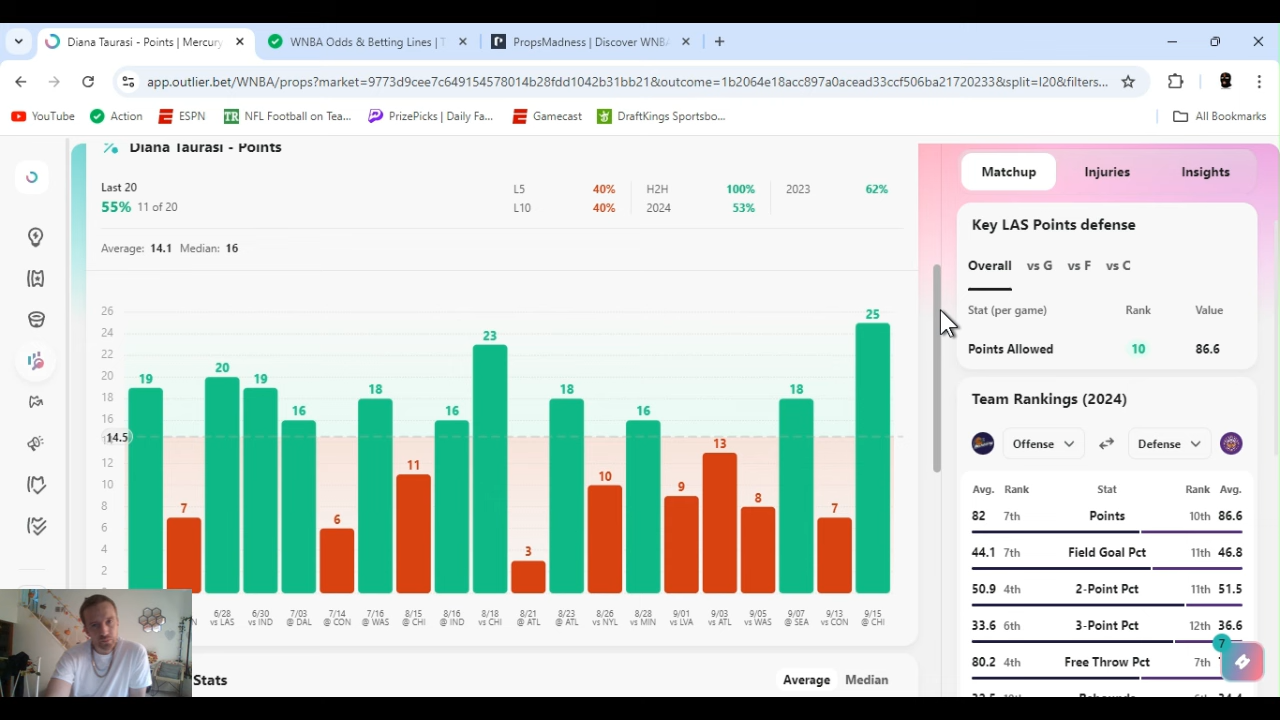 Diana Taurasi - Points | Mercury
WNBA Odds & Betting Lines | T
PropsMadness | Discover WNBA
app.outlier.bet/WNBA/props?market=9773d9cee7c649154578014b28fdd1042b31bb21&outcome=1b2064e18acc897a0acead33ccf506ba21720233&split=l20&filters...
YouTube
Action
ESPN
NFL Football on Tea...
PrizePicks | Daily Fa...
Gamecast
DraftKings Sportsbo...
All Bookmarks
Diana Taurasi - Points
Last 20
55% 11 of 20
L5 40% H2H 100% 2023 62%
L10 40% 2024 53%
Average: 14.1 Median: 16
26
24
22
20
18
16
14.5
12
10
8
6
4
2
19 7 20 19 16 6 18 11 16 23 3 18 10 16 9 13 8 18 7 25
6/28 6/30 7/03 7/14 7/16 8/15 8/16 8/18 8/21 8/23 8/26 8/28 9/01 9/03 9/05 9/07 9/13 9/15
vs LAS vs IND @ DAL @ CON @ WAS @ CHI @ IND vs CHI @ ATL @ ATL vs NYL vs MIN vs LVA vs ATL vs WAS @ SEA vs CON @ CHI
Stats
Average Median
Matchup Injuries Insights
Key LAS Points defense
Overall vs G vs F vs C
Stat (per game) Rank Value
Points Allowed 10 86.6
Team Rankings (2024)
Offense Defense
Avg. Rank Stat Rank Avg.
82 7th Points 10th 86.6
44.1 7th Field Goal Pct 11th 46.8
50.9 4th 2-Point Pct 11th 51.5
33.6 6th 3-Point Pct 12th 36.6
80.2 4th Free Throw Pct 7th
7